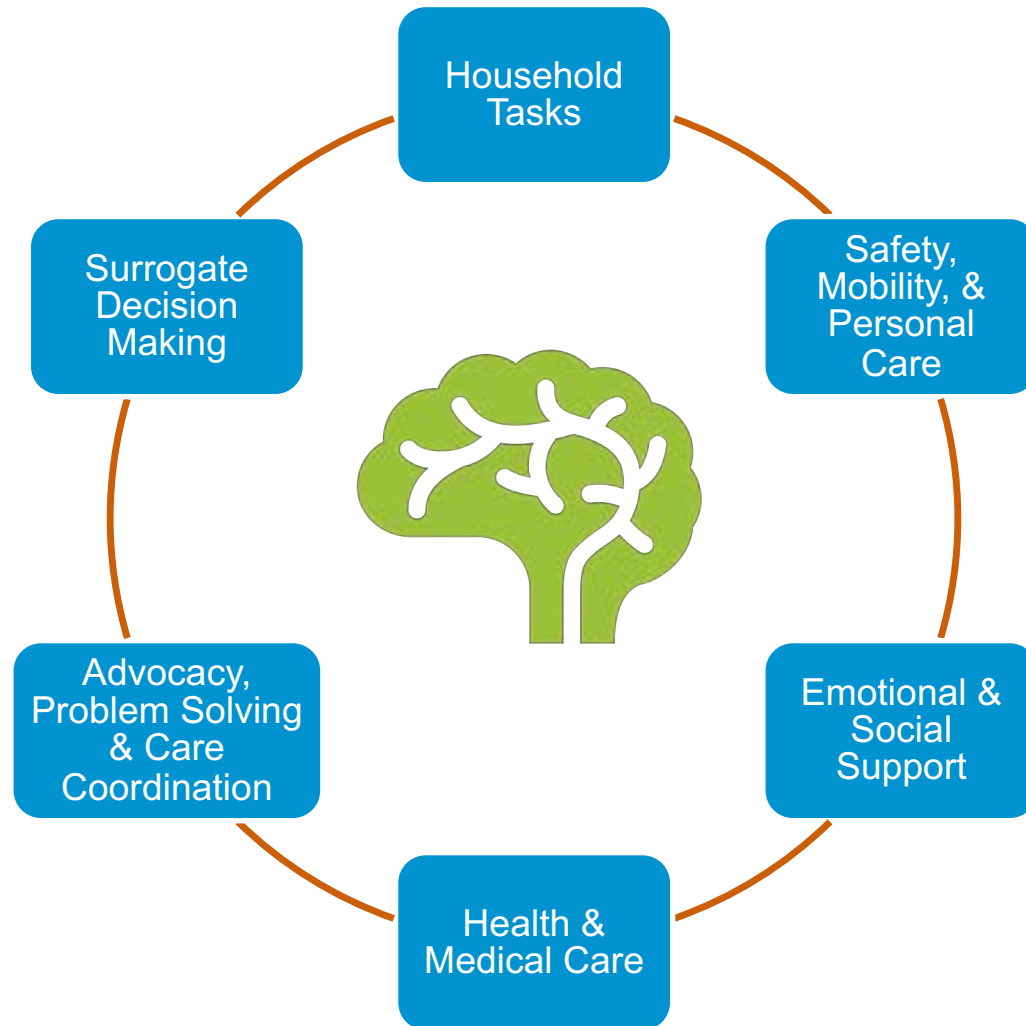 Household
Tasks
Safety,
Mobility, &
Personal
Care
Emotional &
Social
Support
Health &
Medical Care
Advocacy,
Problem Solving
& Care
Coordination
Surrogate
Decision
Making